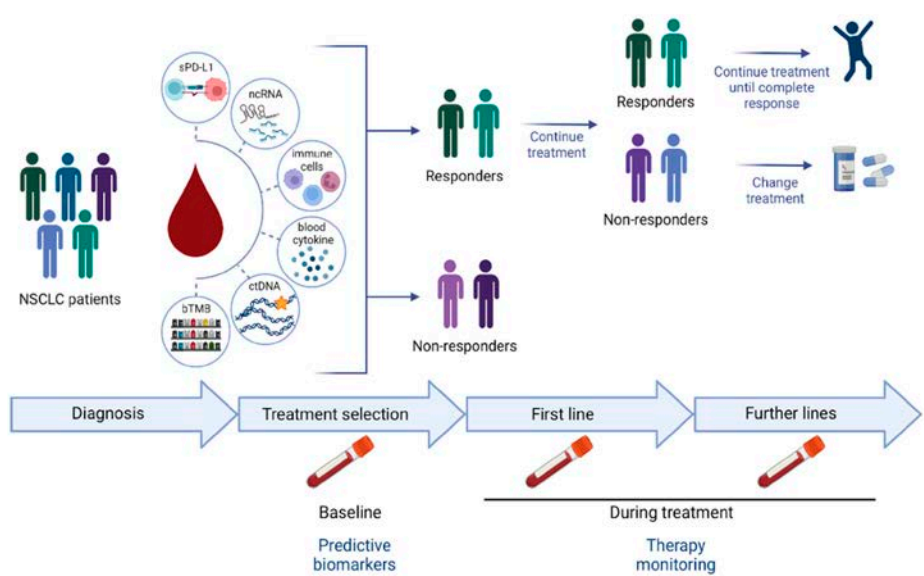 sPD-L1
ncRNA
immune
cells
blood
cytokine
ctDNA
bTMB
NSCLC patients
Responders
Non-responders
Continue
treatment
Responders
Non-responders
Continue treatment
until complete
response
Change
treatment
Diagnosis
Treatment selection
First line
Further lines
Baseline
During treatment
Predictive
biomarkers
Therapy
monitoring